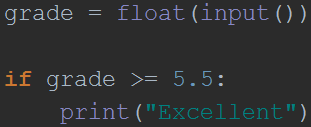 grade = float(input())
if grade >= 5.5:
    print("Excellent")